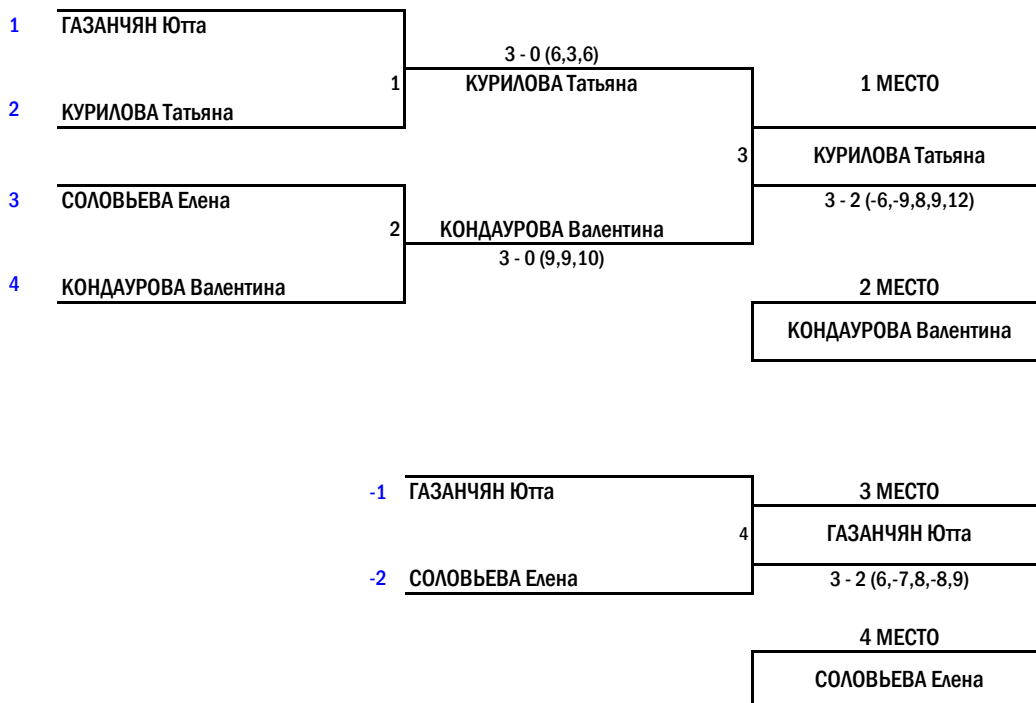 1 ГАЗАНЧЯН Ютта
3 - 0 (6,3,6)
1 КУРИЛОВА Татьяна 1 МЕСТО
2 КУРИЛОВА Татьяна
3 КУРИЛОВА Татьяна
3 СОЛОВЬЕВА Елена 3 - 2 (-6,-9,8,9,12)
2 КОНДАУРОВА Валентина
3 - 0 (9,9,10)
4 КОНДАУРОВА Валентина 2 МЕСТО
КОНДАУРОВА Валентина
-1 ГАЗАНЧЯН Ютта 3 МЕСТО
4 ГАЗАНЧЯН Ютта
-2 СОЛОВЬЕВА Елена 3 - 2 (6,-7,8,-8,9)
4 МЕСТО
СОЛОВЬЕВА Елена